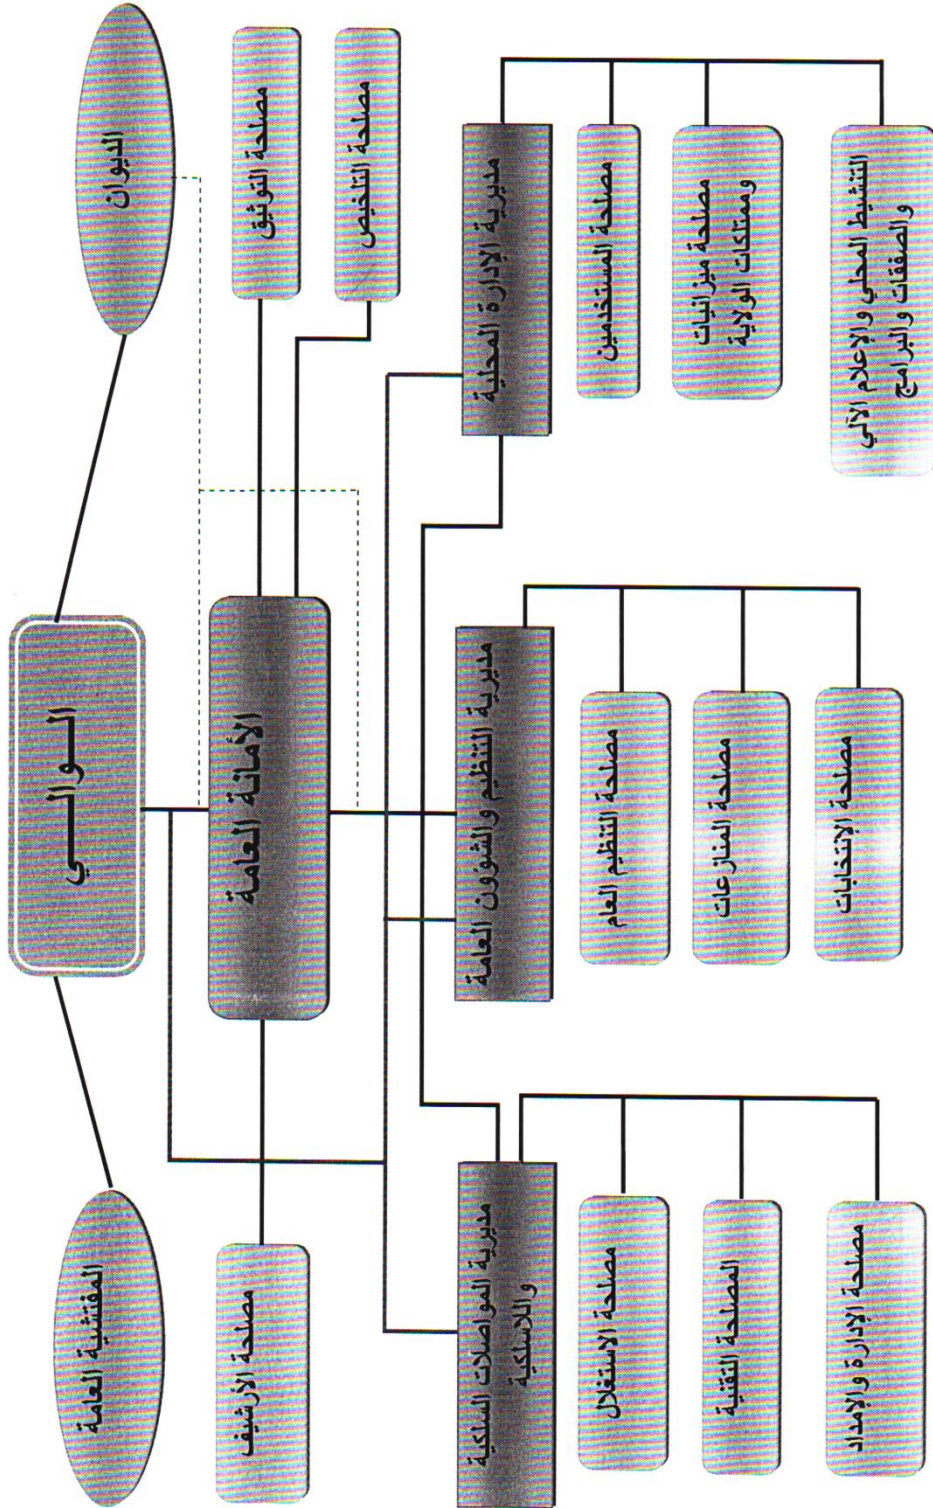 الـــوالـــي
الديوان
المفتشية العامة
الأمانة العامة
مصلحة التوثيق
مصلحة التلخيص
مصلحة الأرشيف
مديرية الإدارة المحلية
مصلحة المستخدمين
مصلحة ميزانيات
وممتلكات الولاية
التنشيط المحلي والإعلام الآلي
والصفقات والبرامج
مديرية التنظيم والشؤون العامة
مصلحة التنظيم العام
مصلحة المنازعات
مصلحة الإنتخابات
مديرية المواصلات السلكية
واللاسلكية
مصلحة الاستغلال
المصلحة التقنية
مصلحة الإدارة والإمداد